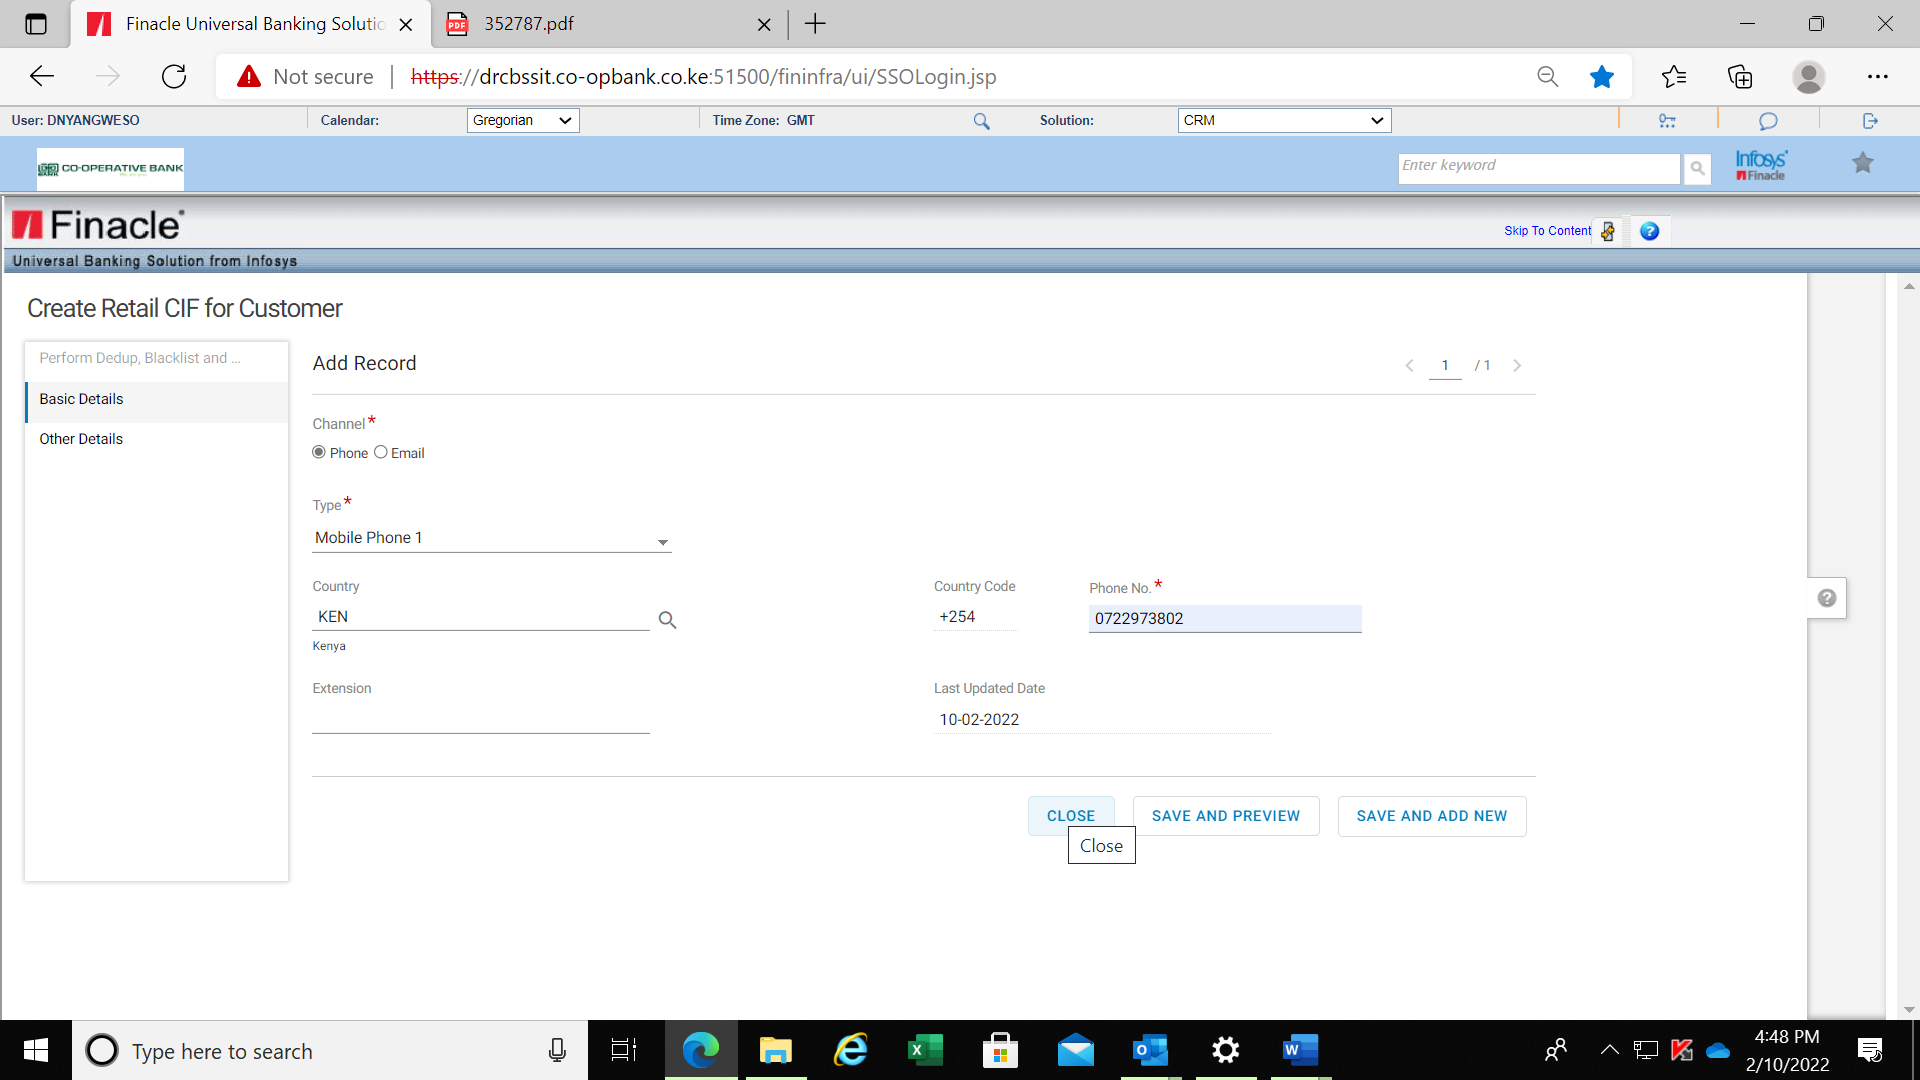 Finacle Universal Banking Solutio
352787.pdf
Not secure | https://drcbssit.co-opbank.co.ke:51500/fininfra/ui/SSOLogin.jsp
User: DNYANGWESO Calendar: Gregorian Time Zone: GMT Solution: CRM
CO-OPERATIVE BANK
Enter keyword
Infosys
Finacle
Finacle
Skip To Content
Universal Banking Solution from Infosys
Create Retail CIF for Customer
Perform Dedup, Blacklist and ...
Basic Details
Other Details
Add Record
1 / 1
Channel*
Phone Email
Type*
Mobile Phone 1
Country Country Code Phone No. *
KEN +254 0722973802
Kenya
Extension Last Updated Date
10-02-2022
CLOSE SAVE AND PREVIEW SAVE AND ADD NEW
Close
Type here to search
4:48 PM
2/10/2022